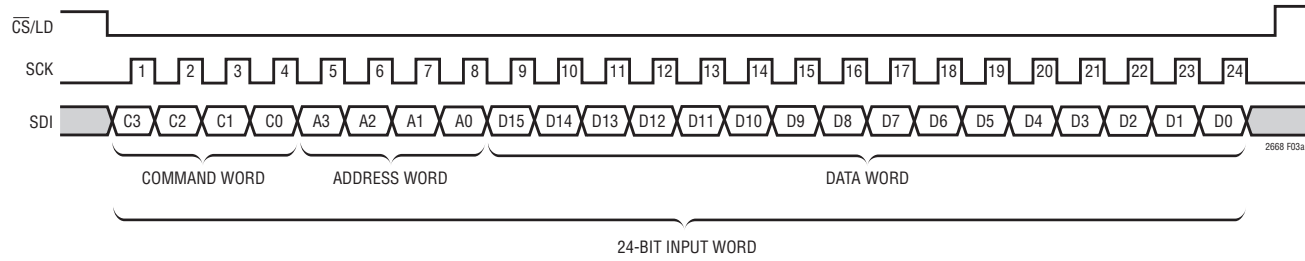 C̅S̅/LD
SCK 1 2 3 4 5 6 7 8 9 10 11 12 13 14 15 16 17 18 19 20 21 22 23 24
SDI C3 C2 C1 C0 A3 A2 A1 A0 D15 D14 D13 D12 D11 D10 D9 D8 D7 D6 D5 D4 D3 D2 D1 D0
2668 F03a
COMMAND WORD ADDRESS WORD DATA WORD
24-BIT INPUT WORD